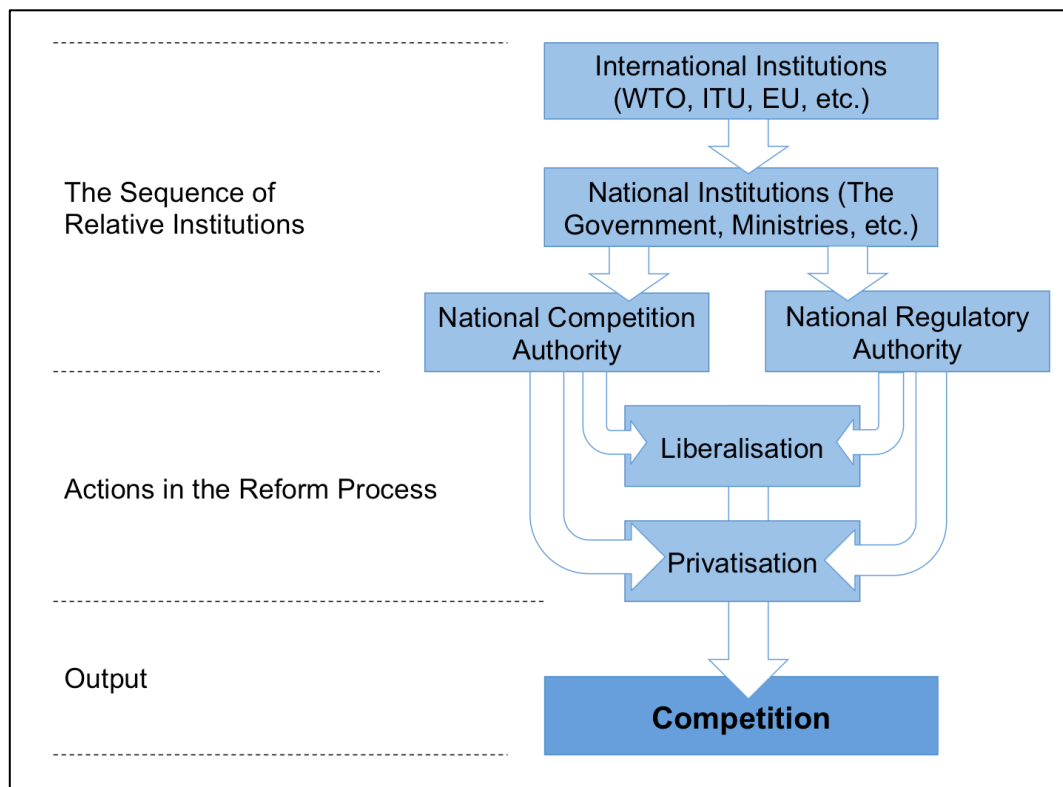 International Institutions
(WTO, ITU, EU, etc.)
The Sequence of
Relative Institutions
National Institutions (The
Government, Ministries, etc.)
National Competition
Authority
National Regulatory
Authority
Actions in the Reform Process
Liberalisation
Privatisation
Output
Competition